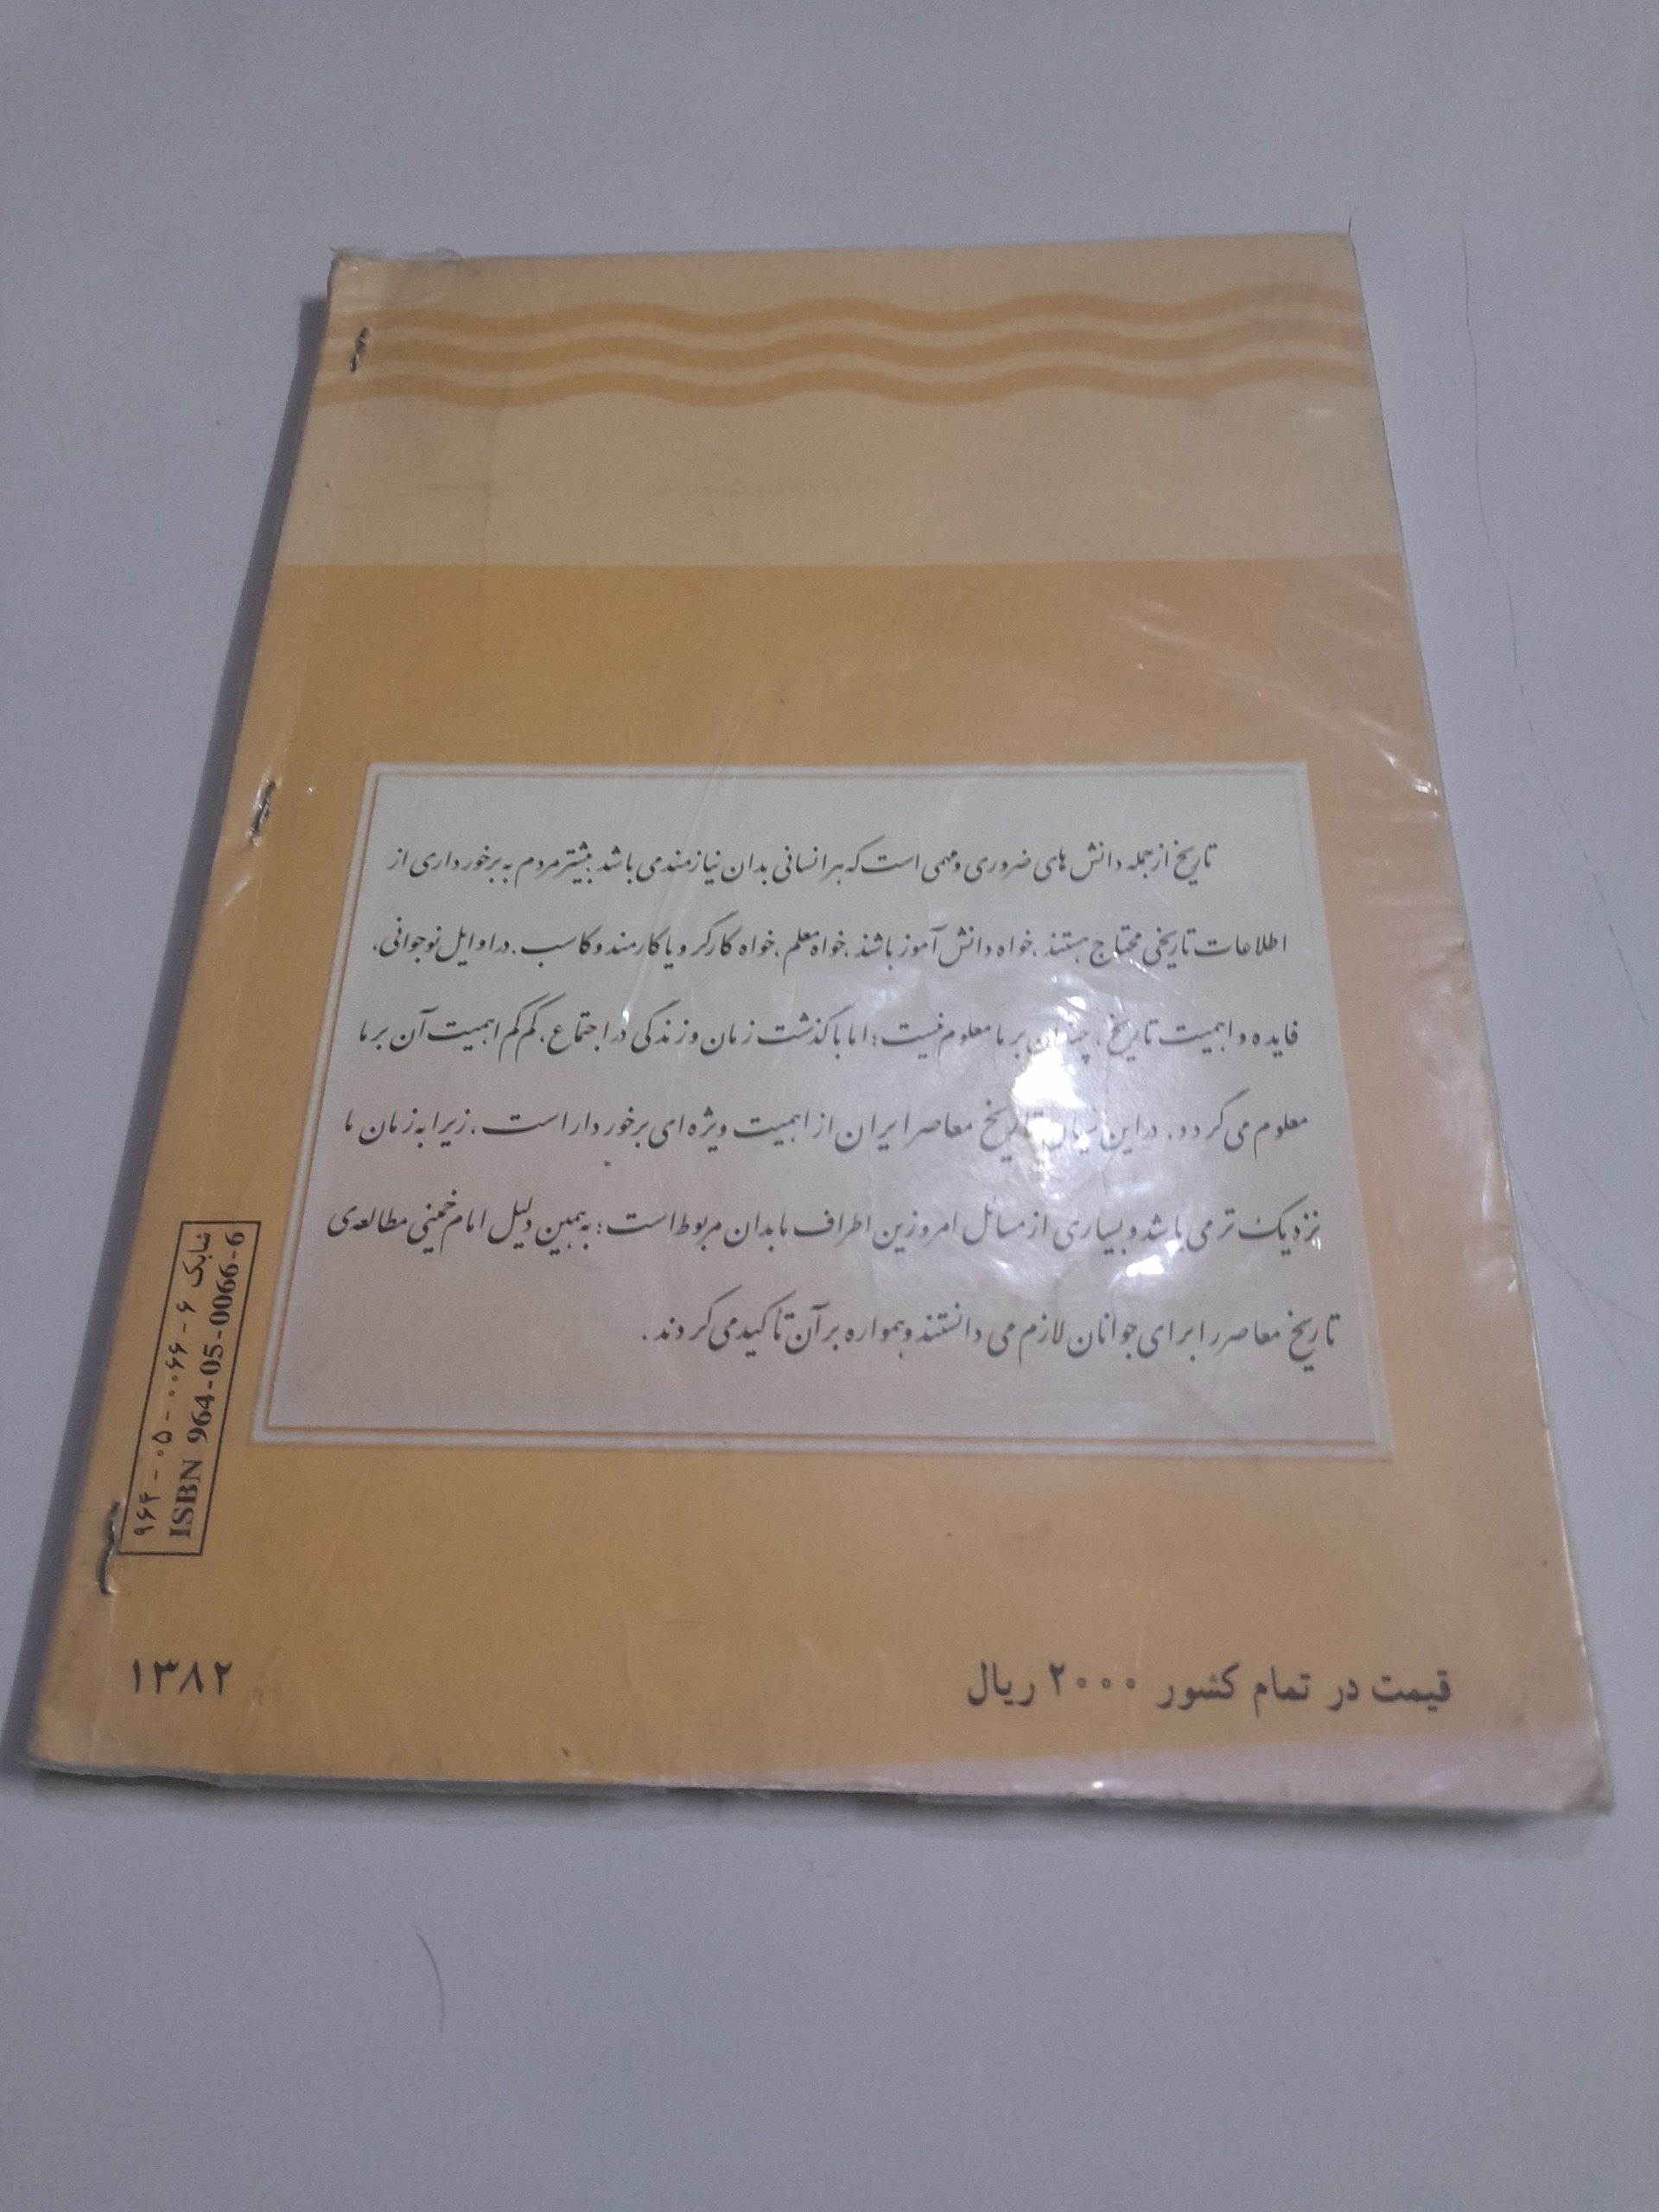 تاریخ از جمله دانش های ضروری و مهمی است که هر انسانی بدان نیازمند می باشد. بیشتر مردم به برخورداری از
اطلاعات تاریخی محتاج هستند. خواه دانش آموز باشند، خواه معلم، خواه کارگر و یا کارمند و کاسب. در اوایل نوجوانی،
فایده و اهمیت تاریخ، چندان بر ما معلوم نیست؛ اما با گذشت زمان و زندگی در اجتماع، کم کم اهمیت آن بر ما
معلوم می گردد. در این میان تاریخ معاصر ایران از اهمیت ویژه ای برخوردار است، زیرا به زمان ما
نزدیک تر می باشد و بسیاری از مسائل امروزین اطراف ما بدان مربوط است؛ به همین دلیل امام خمینی مطالعه ی
تاریخ معاصر را برای جوانان لازم می دانستند و همواره بر آن تأکید می کردند.
شابک ۶-۰۰۶۶-۰۵-۹۶۴
ISBN 964-05-0066-6
قیمت در تمام کشور ۲۰۰۰ ریال
۱۳۸۲